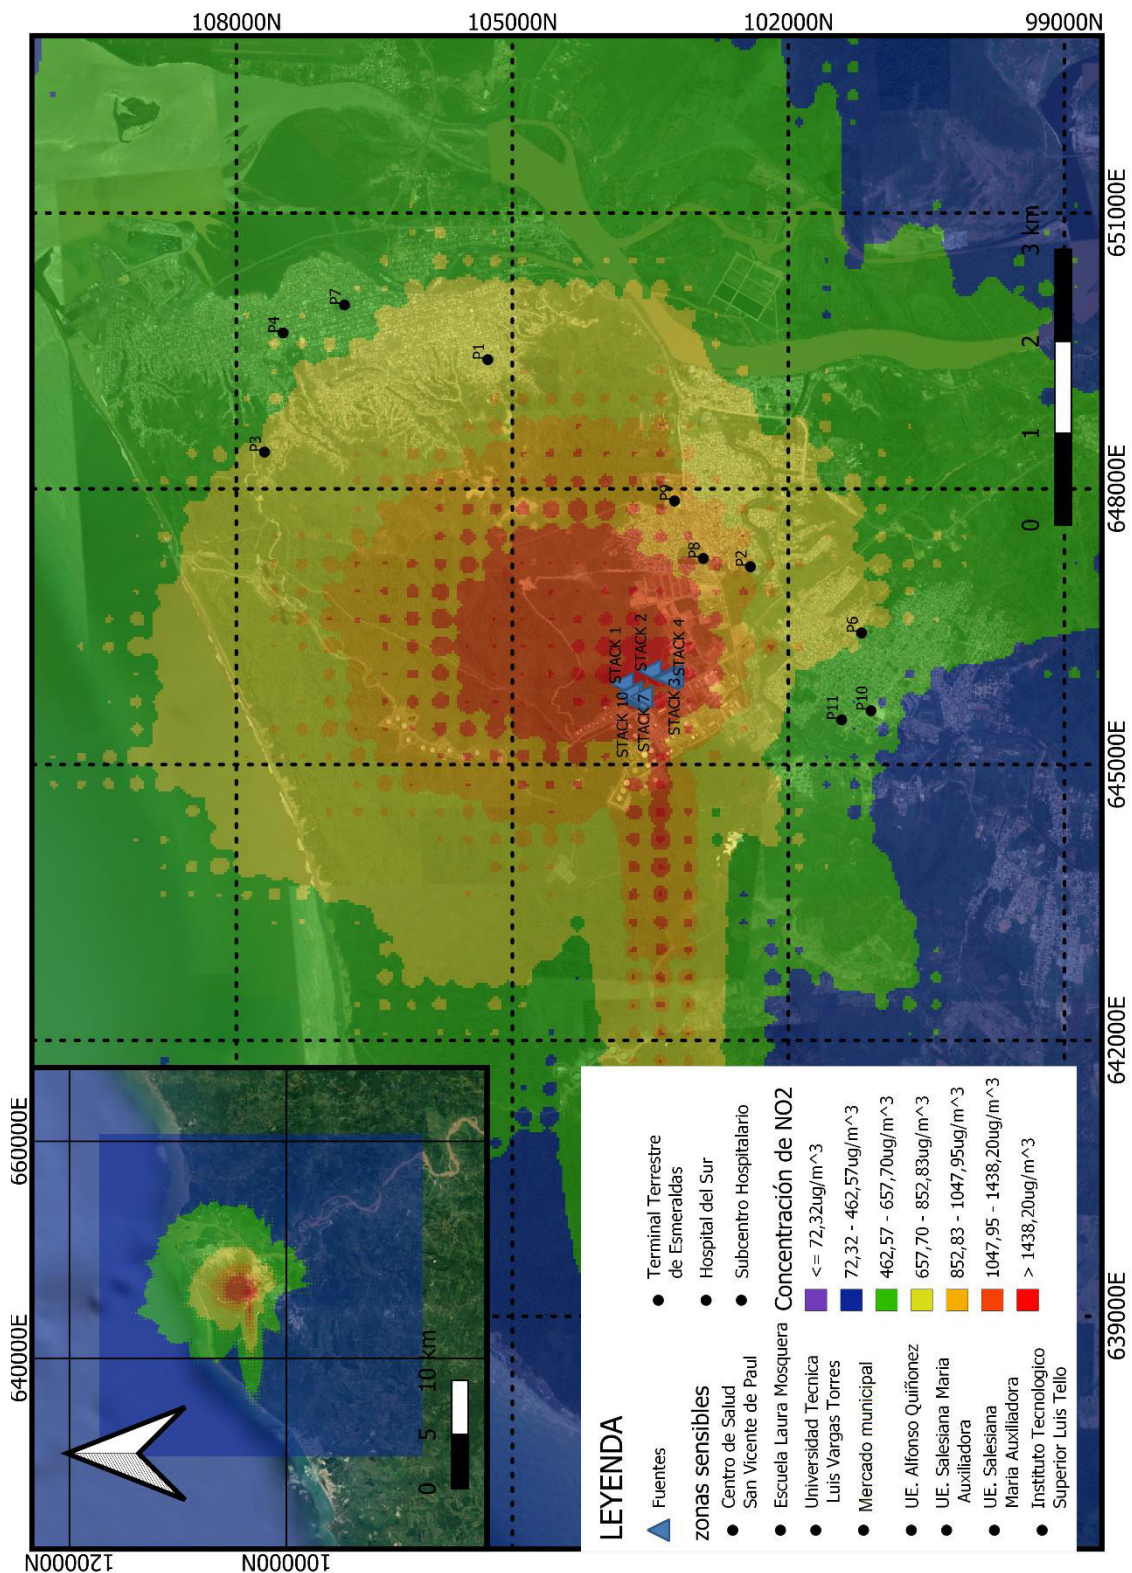 640000E
660000E
120000N
100000N
0
5
10 km
108000N
105000N
102000N
99000N
639000E
642000E
645000E
648000E
651000E
P3
P4
P7
P1
P9
P8
P2
P6
P11
P10
STACK 1
STACK 2
STACK 10
STACK 7
STACK 3
STACK 4
0
1
2
3 km
LEYENDA
Fuentes
zonas sensibles
Centro de Salud
San Vicente de Paul
Escuela Laura Mosquera
Universidad Tecnica
Luis Vargas Torres
Mercado municipal
UE. Alfonso Quiñonez
UE. Salesiana Maria
Auxiliadora
UE. Salesiana
Maria Auxiliadora
Instituto Tecnologico
Superior Luis Tello
Terminal Terrestre
de Esmeraldas
Hospital del Sur
Subcentro Hospitalario
Concentración de NO2
<= 72,32ug/m^3
72,32 - 462,57ug/m^3
462,57 - 657,70ug/m^3
657,70 - 852,83ug/m^3
852,83 - 1047,95ug/m^3
1047,95 - 1438,20ug/m^3
> 1438,20ug/m^3